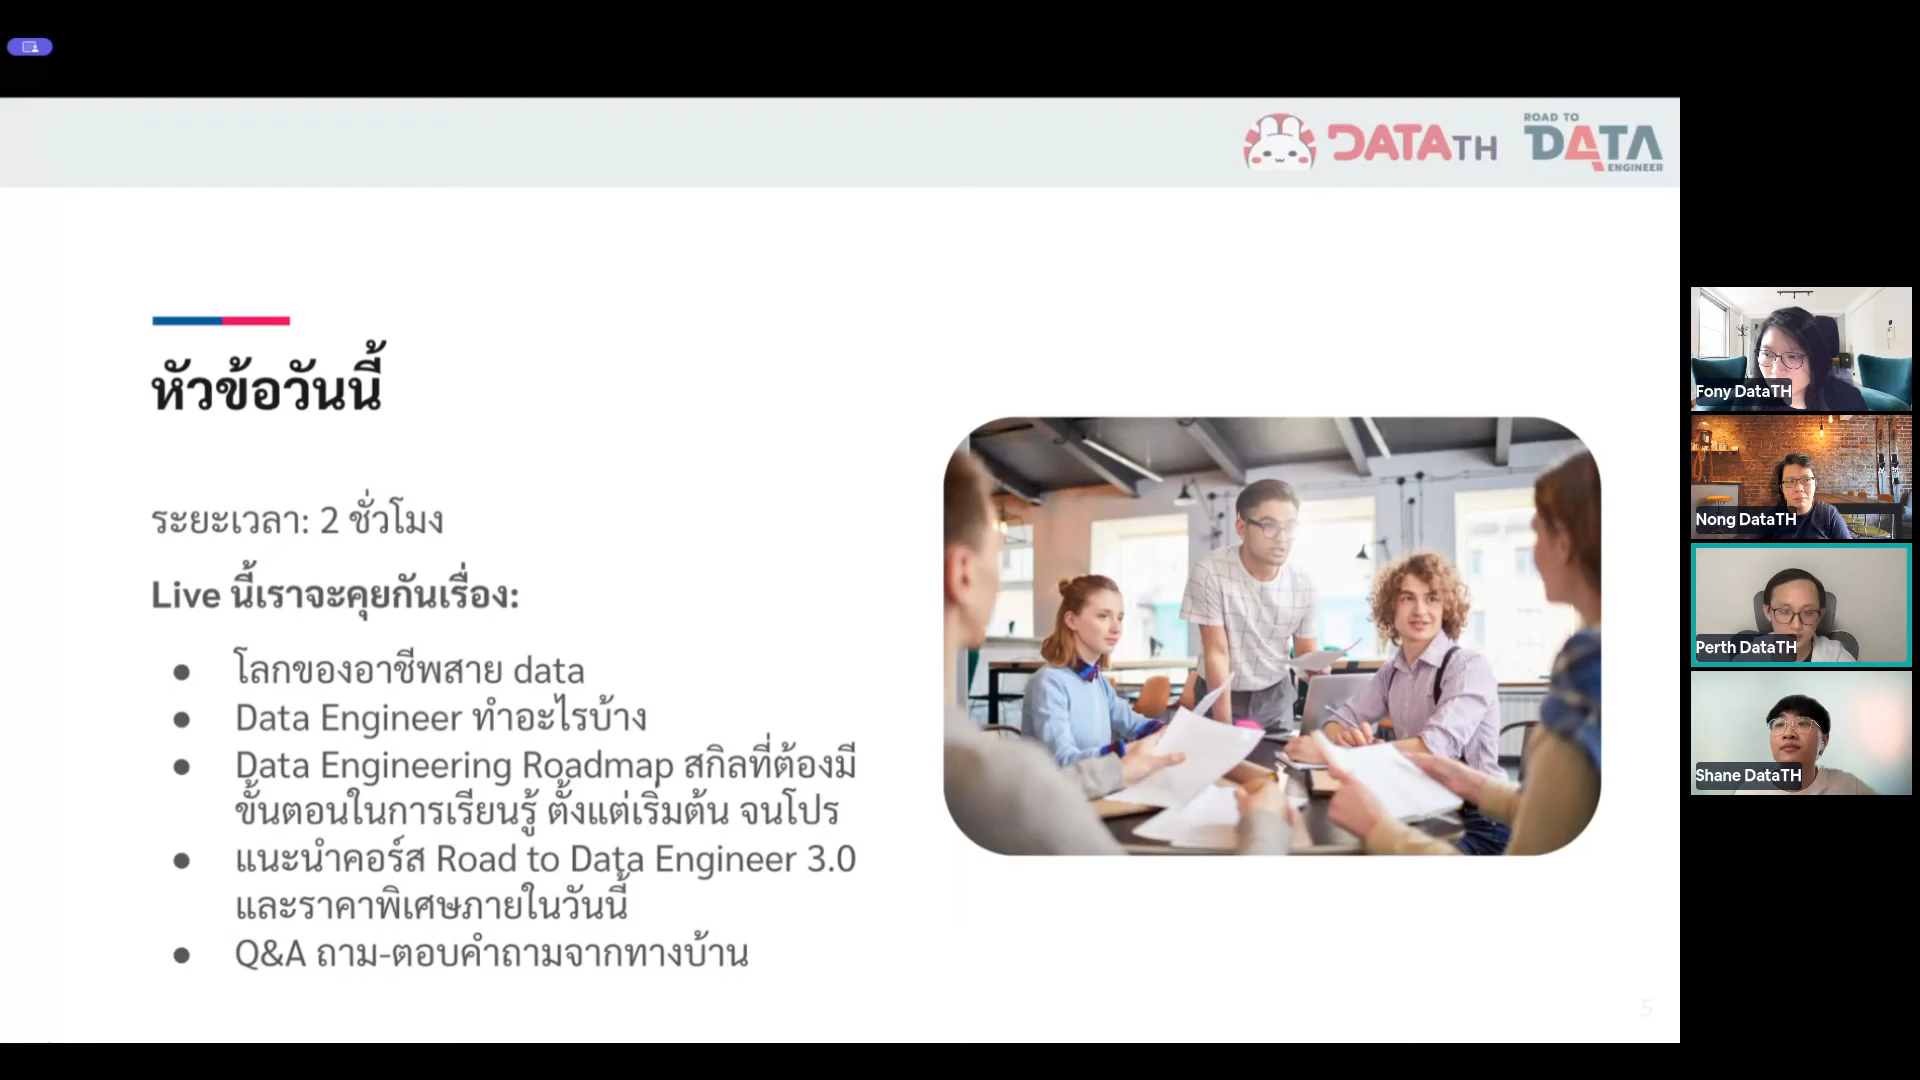 DATATH
ROAD TO
DATA
ENGINEER
หัวข้อวันนี้
ระยะเวลา: 2 ชั่วโมง
Live นี้เราจะคุยกันเรื่อง:
● โลกของอาชีพสาย data
● Data Engineer ทำอะไรบ้าง
● Data Engineering Roadmap สกิลที่ต้องมี
ขั้นตอนในการเรียนรู้ ตั้งแต่เริ่มต้น จนโปร
● แนะนำคอร์ส Road to Data Engineer 3.0
และราคาพิเศษภายในวันนี้
● Q&A ถาม-ตอบคำถามจากทางบ้าน
5
Fony DataTH
Nong DataTH
Perth DataTH
Shane DataTH